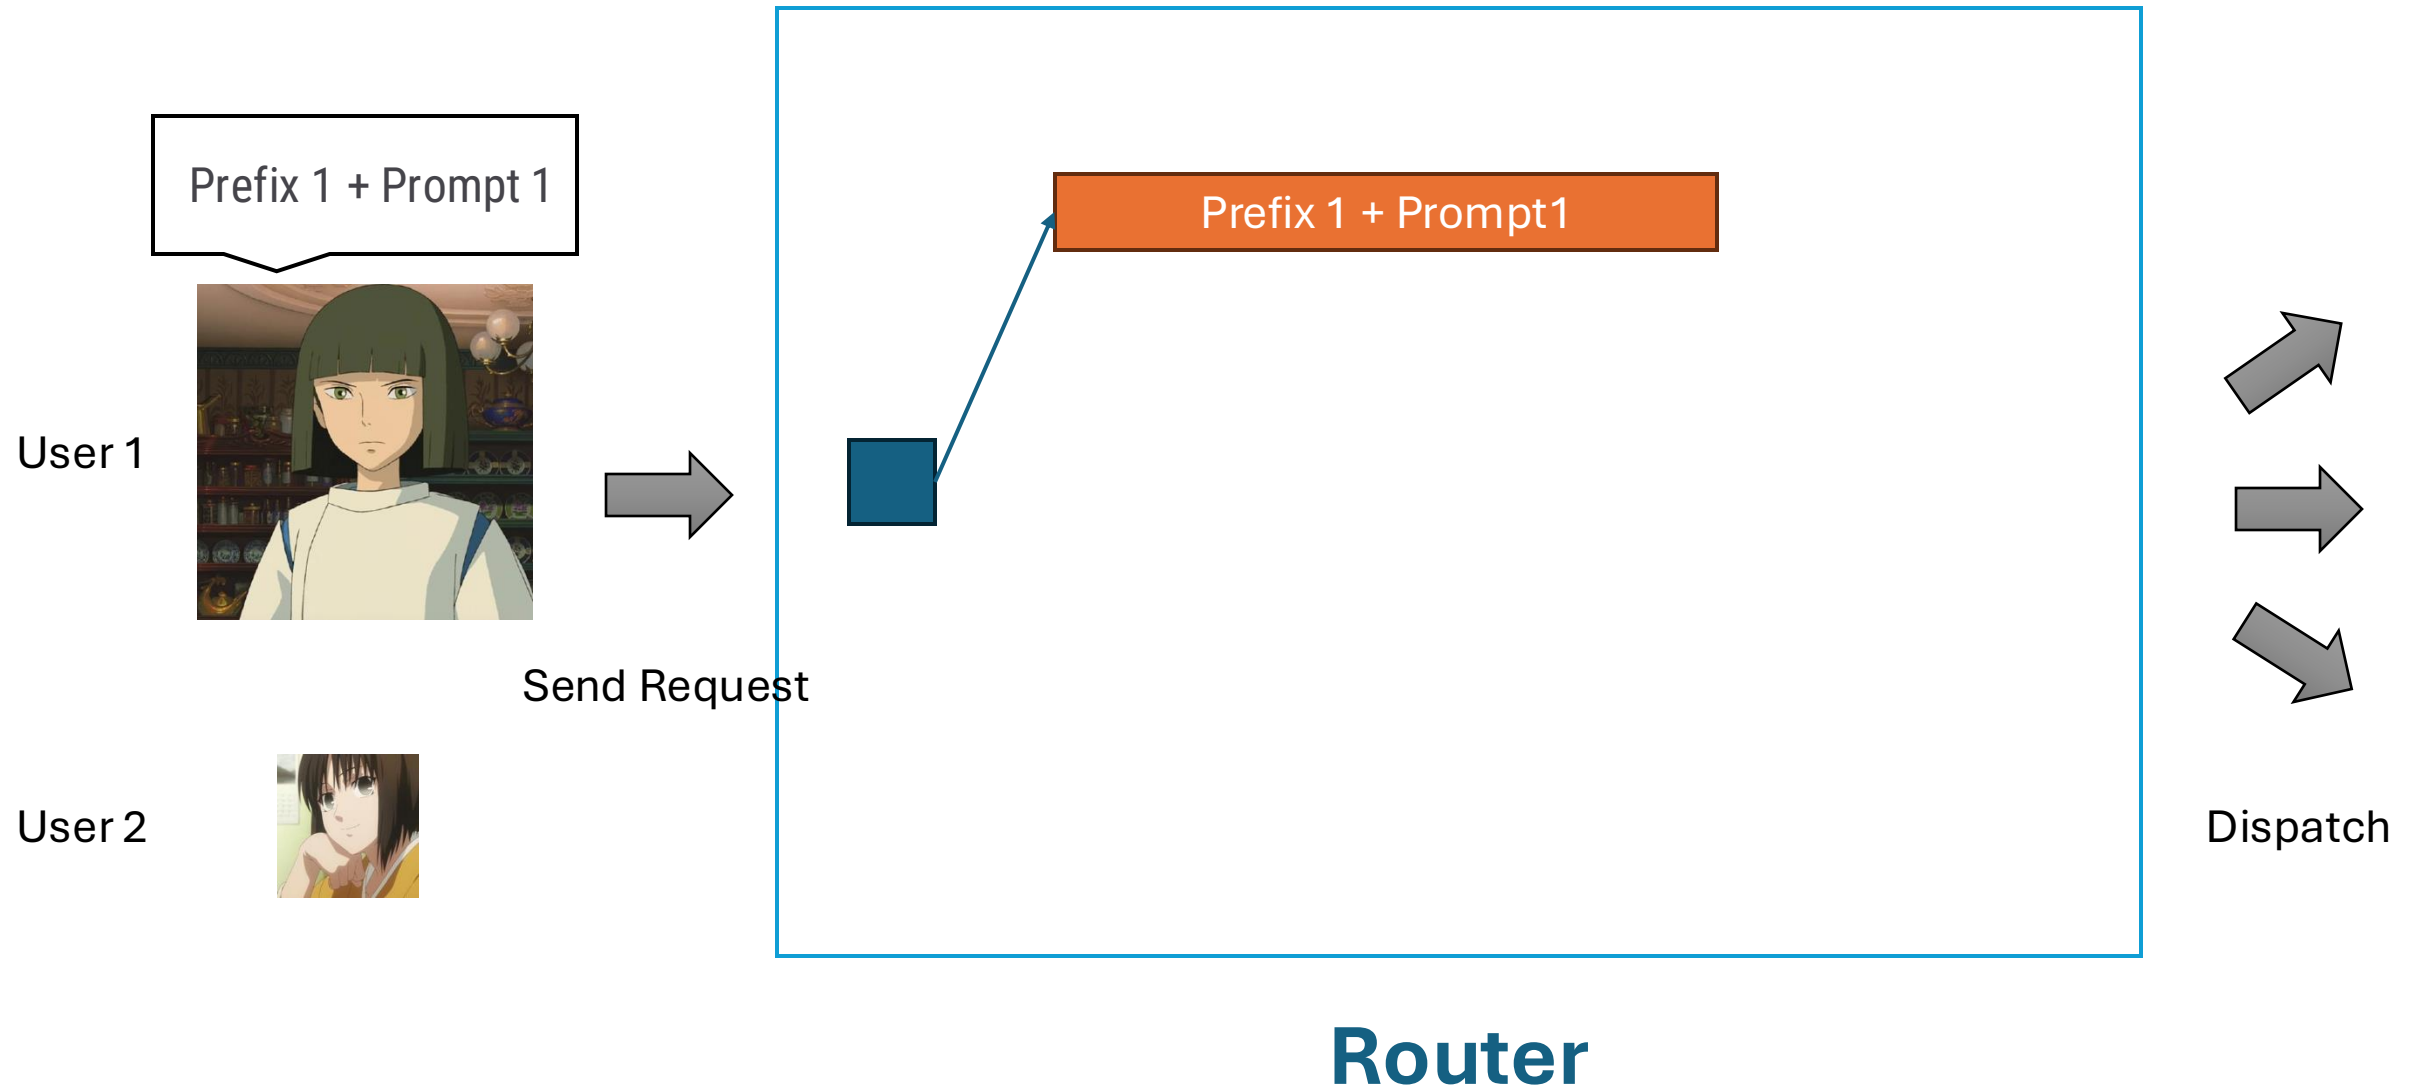 Prefix 1 + Prompt 1
Prefix 1 + Prompt1
User 1
Send Request
User 2
Dispatch
Router